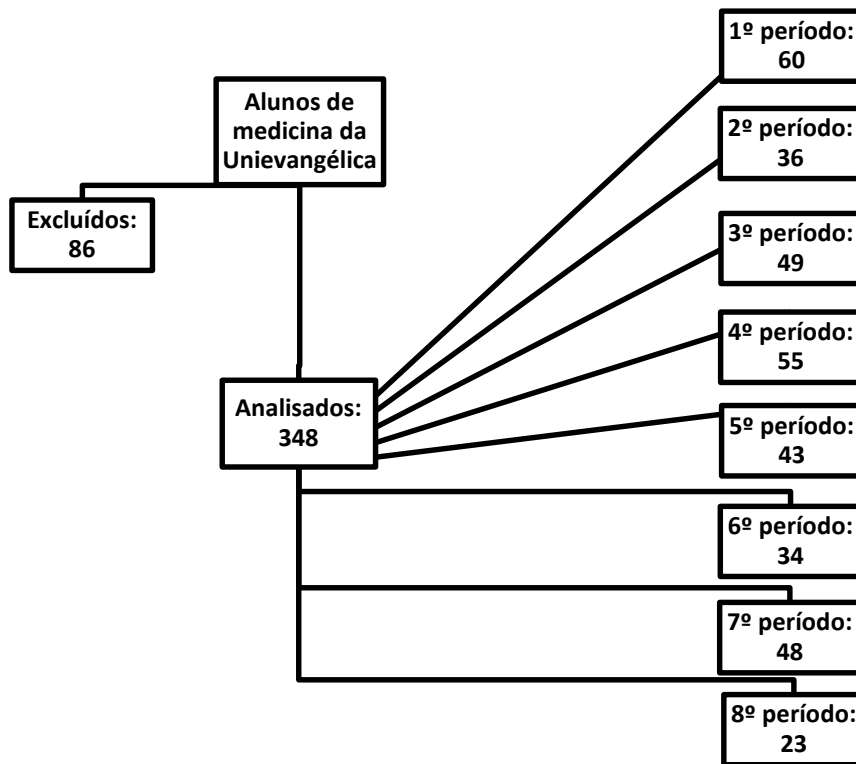 Alunos de
medicina da
Unievangélica
Excluídos:
86
Analisados:
348
1º período:
60
2º período:
36
3º período:
49
4º período:
55
5º período:
43
6º período:
34
7º período:
48
8º período:
23